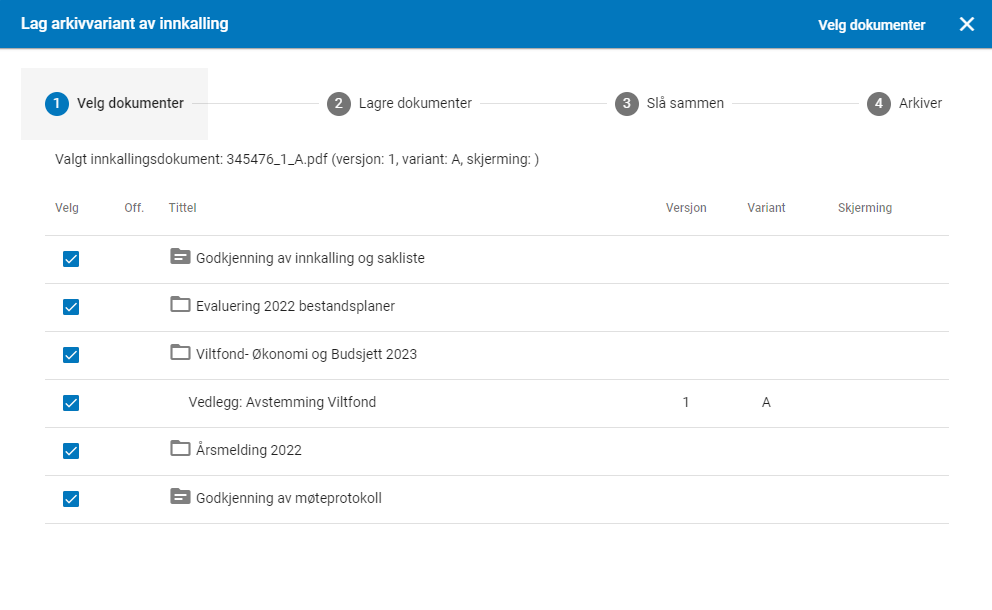 Lag arkivvariant av innkalling
Velg dokumenter
1 Velg dokumenter
2 Lagre dokumenter
3 Slå sammen
4 Arkiver
Valgt innkallingsdokument: 345476_1_A.pdf (versjon: 1, variant: A, skjerming: )
Velg Off. Tittel Versjon Variant Skjerming
Godkjenning av innkalling og sakliste
Evaluering 2022 bestandsplaner
Viltfond- Økonomi og Budsjett 2023
Vedlegg: Avstemming Viltfond 1 A
Årsmelding 2022
Godkjenning av møteprotokoll